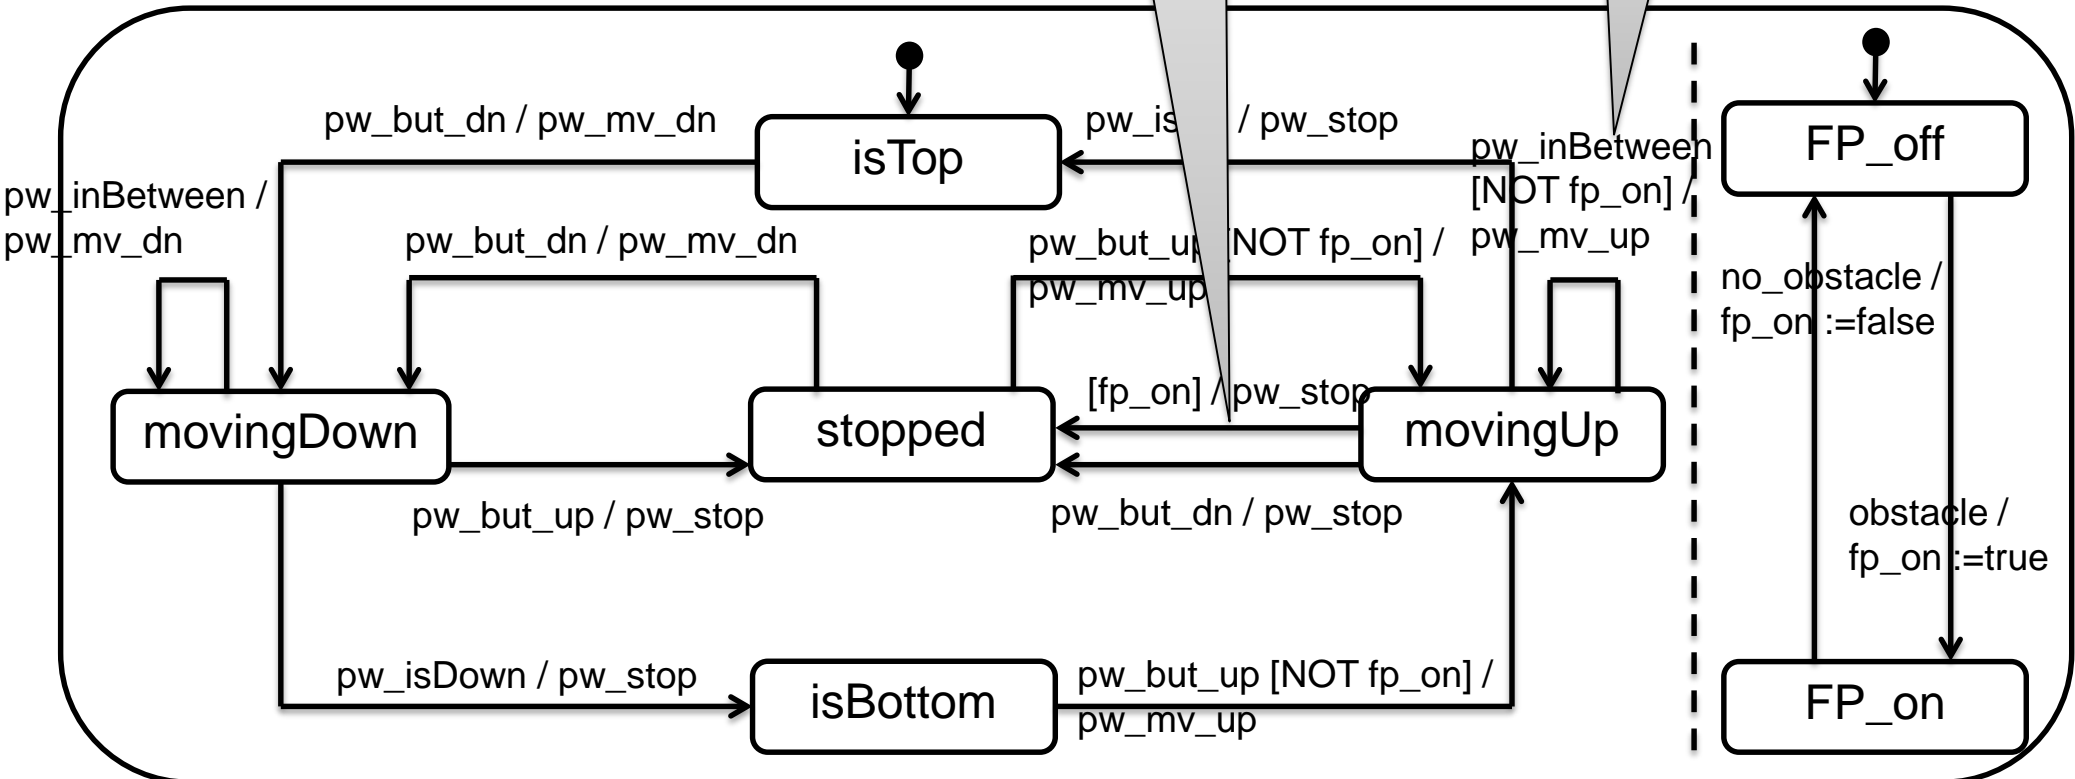 pw_but_dn / pw_mv_dn
isTop
/ pw_stop
pw_inBetween
[NOT fp_on] /
pw_mv_up
FP_off
pw_inBetween /
pw_mv_dn
pw_but_dn / pw_mv_dn
pw_but_up [NOT fp_on] /
pw_mv_up
no_obstacle /
fp_on :=false
movingDown
stopped
[fp_on] / pw_stop
movingUp
pw_but_up / pw_stop
pw_but_dn / pw_stop
obstacle /
fp_on :=true
pw_isDown / pw_stop
isBottom
pw_but_up [NOT fp_on] /
pw_mv_up
FP_on